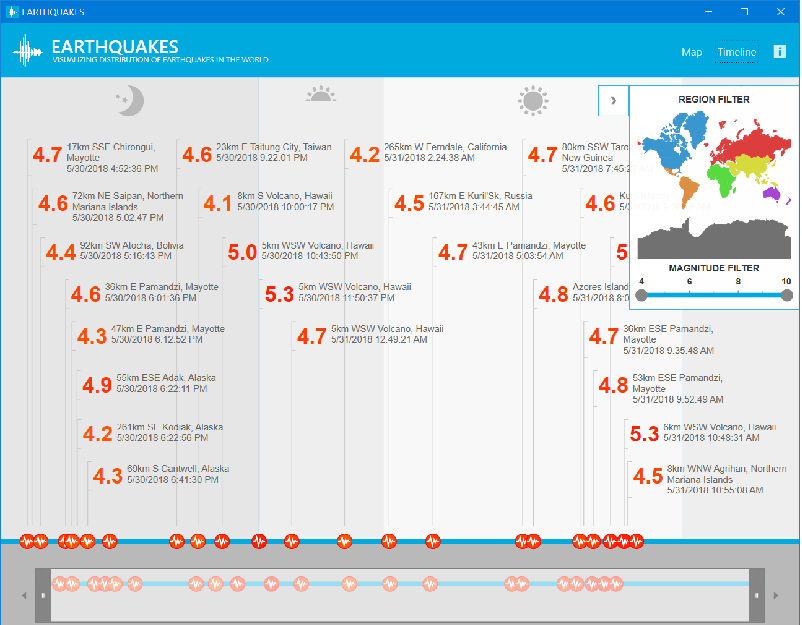 EARTHQUAKES
EARTHQUAKES
VISUALIZING DISTRIBUTION OF EARTHQUAKES IN THE WORLD
Map
Timeline
i
4.7
17km SSE Chirongui,
Mayotte
5/30/2018 4:52:36 PM
4.6
72km NE Saipan, Northern
Mariana Islands
5/30/2018 5.02:47 PM
4.4
92km SW Atocha, Bolivia
5/30/2018 5:16:43 PM
4.6
36km E Pamandzi, Mayotte
5/30/2018 6:01:36 PM
4.3
47km E Pamandzi, Mayotte
5/30/2018 6.12.52 PM
4.9
55km ESE Adak, Alaska
5/30/2018 6:22:11 PM
4.2
261km SE Kodiak, Alaska
5/30/2018 6:22:56 PM
4.3
69km S Cantwell, Alaska
5/30/2018 6:41:30 PM
4.6
23km E Taitung City, Taiwan
5/30/2018 9.22.01 PM
4.1
8km S Volcano, Hawaii
5/30/2018 10:00:17 PM
5.0
5km WSW Volcano, Hawaii
5/30/2018 10:43:50 PM
5.3
5km WSW Volcano, Hawaii
5/30/2018 11:50:37 PM
4.7
5km WSW Volcano, Hawaii
5/31/2018 12.49.21 AM
4.2
265km W Ferndale, California
5/31/2018 2.24.38 AM
4.5
167km E Kuril'Sk, Russia
5/31/2018 3:44:45 AM
4.7
43km E Pamandzi, Mayotte
5/31/2018 5:03:54 AM
4.7
80km SSW Taro
New Guinea
5/31/2018 7:45:2
4.6
Ku
5/31/2018
5
4.8
Azores Island
5/31/2018 8:0
4.7
36km ESE Pamandzi,
Mayotte
5/31/2018 9.35.48 AM
4.8
53km ESE Pamandzi,
Mayotte
5/31/2018 9.52.49 AM
5.3
6km WSW Volcano, Hawaii
5/31/2018 10:48:31 AM
4.5
8km WNW Agrihan, Northern
Mariana Islands
5/31/2018 10:55:08 AM
REGION FILTER
MAGNITUDE FILTER
4 6 8 10